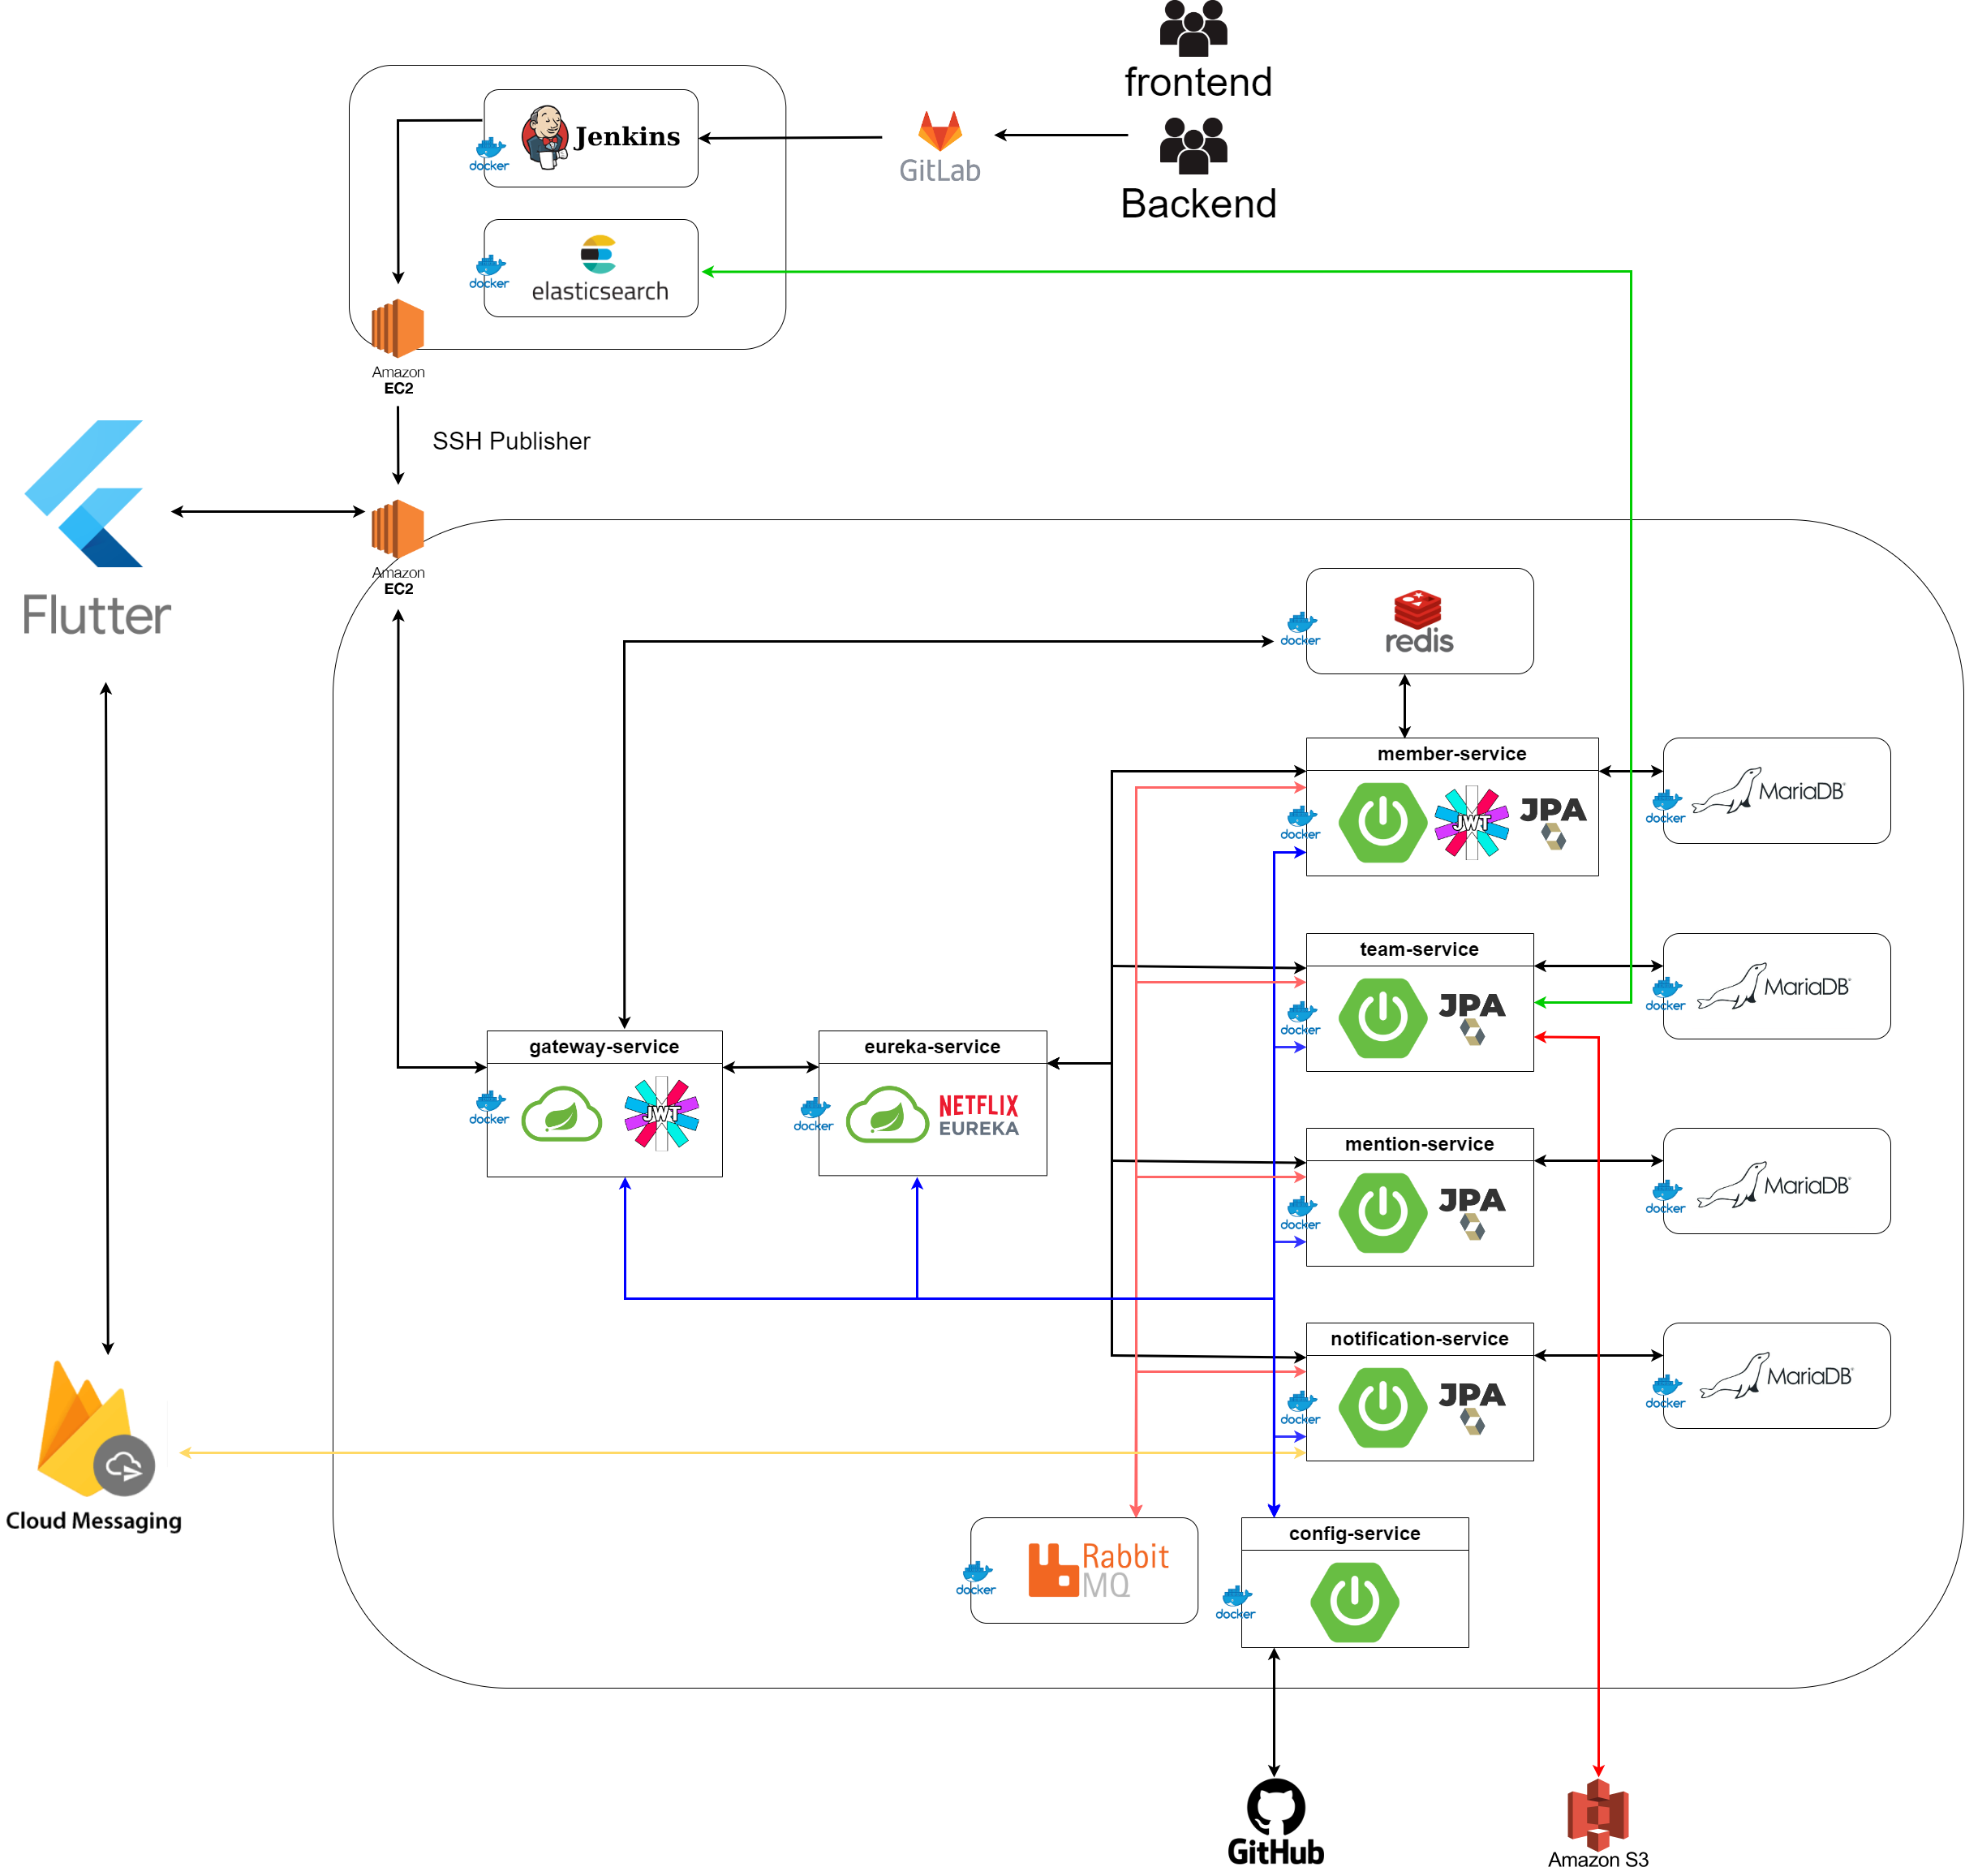 frontend
Backend
GitLab
Jenkins
docker
elasticsearch
docker
Amazon
EC2
SSH Publisher
Flutter
Amazon
EC2
redis
docker
member-service
JWT
JPA
docker
MariaDB
docker
team-service
JPA
docker
MariaDB
docker
gateway-service
JWT
docker
eureka-service
NETFLIX
EUREKA
docker
mention-service
JPA
docker
MariaDB
docker
notification-service
JPA
docker
MariaDB
docker
Cloud Messaging
Rabbit
MQ
docker
config-service
docker
GitHub
Amazon S3